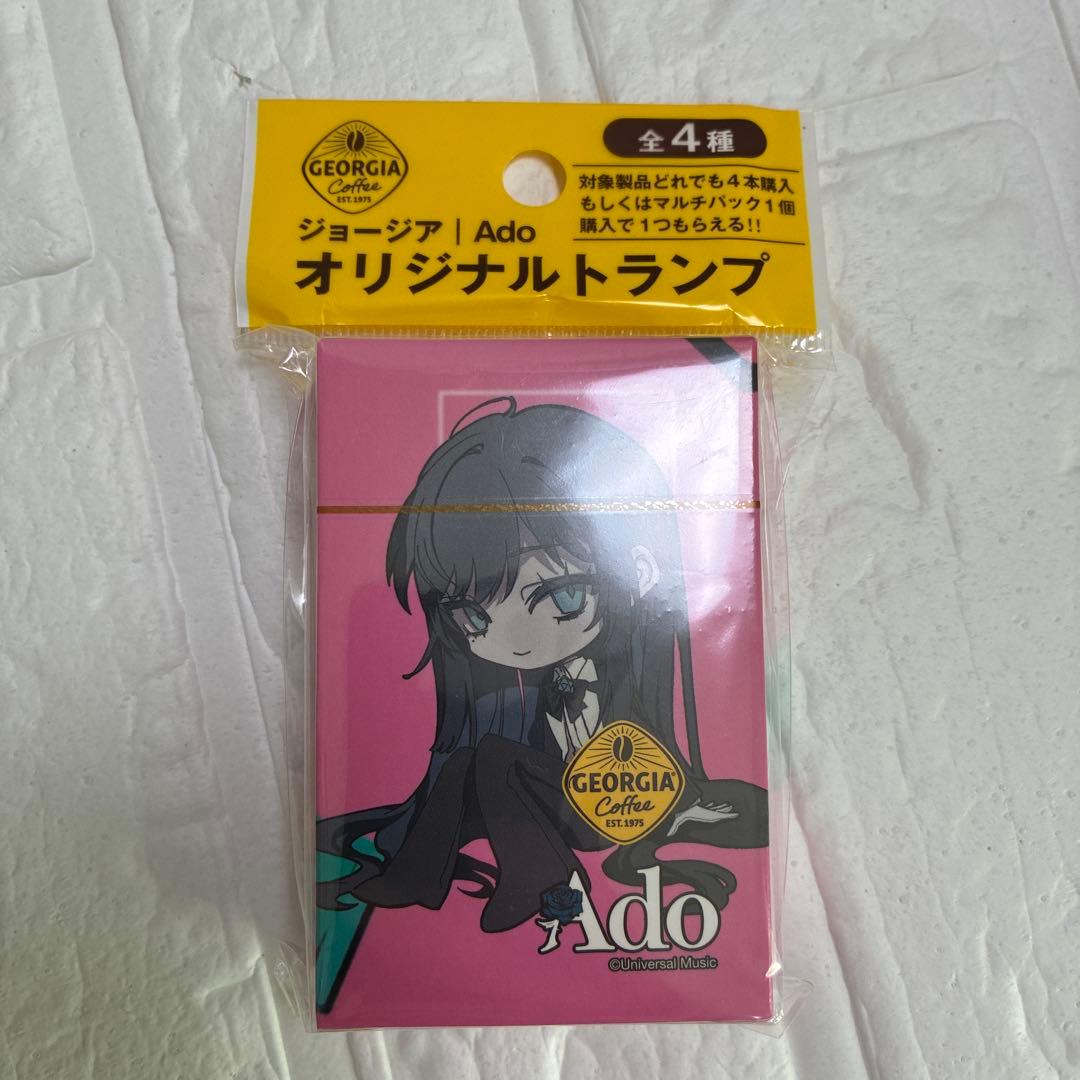 GEORGIA
Coffee
EST. 1975
全4種
対象製品どれでも4本購入
もしくはマルチパック1個
購入で1つもらえる!!
ジョージア | Ado
オリジナルトランプ
GEORGIA®
Coffee
EST. 1975
Ado
©Universal Music